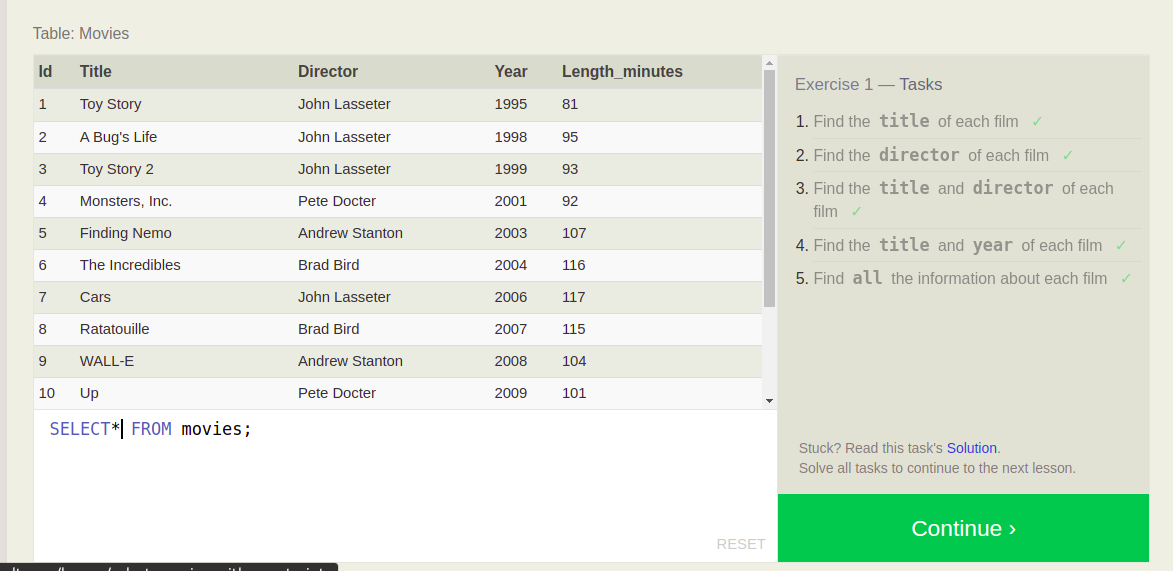 Table: Movies
Id Title Director Year Length_minutes
1 Toy Story John Lasseter 1995 81
2 A Bug's Life John Lasseter 1998 95
3 Toy Story 2 John Lasseter 1999 93
4 Monsters, Inc. Pete Docter 2001 92
5 Finding Nemo Andrew Stanton 2003 107
6 The Incredibles Brad Bird 2004 116
7 Cars John Lasseter 2006 117
8 Ratatouille Brad Bird 2007 115
9 WALL-E Andrew Stanton 2008 104
10 Up Pete Docter 2009 101
SELECT* FROM movies;
RESET
Exercise 1 — Tasks
1. Find the title of each film ✓
2. Find the director of each film ✓
3. Find the title and director of each
film ✓
4. Find the title and year of each film ✓
5. Find all the information about each film ✓
Stuck? Read this task's Solution.
Solve all tasks to continue to the next lesson.
Continue ›